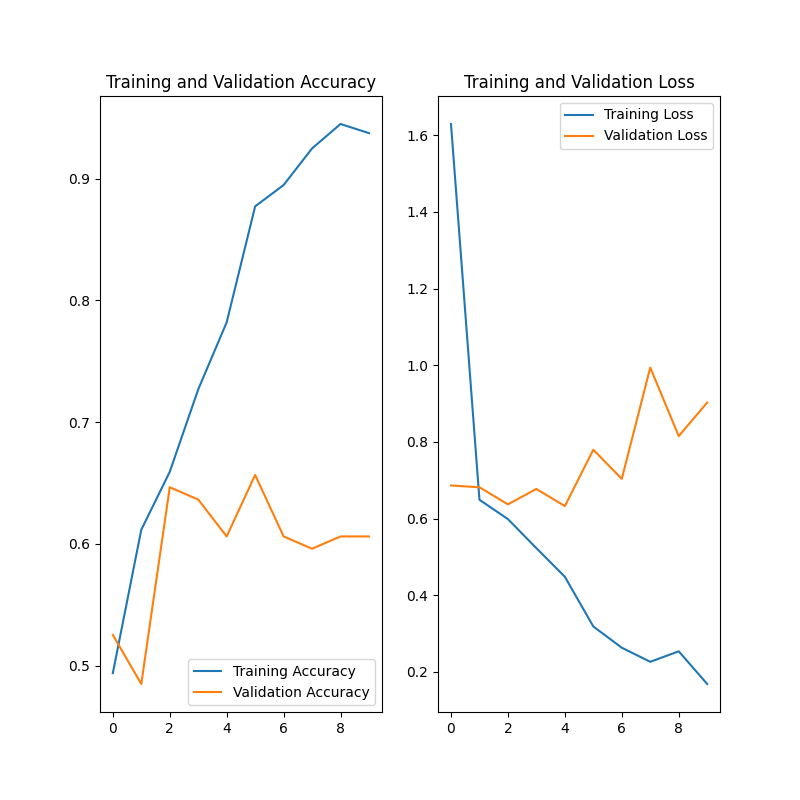 Training and Validation Accuracy
0.9
0.8
0.7
0.6
0.5
Training Accuracy
Validation Accuracy
0 2 4 6 8
Training and Validation Loss
Training Loss
Validation Loss
1.6
1.4
1.2
1.0
0.8
0.6
0.4
0.2
0 2 4 6 8